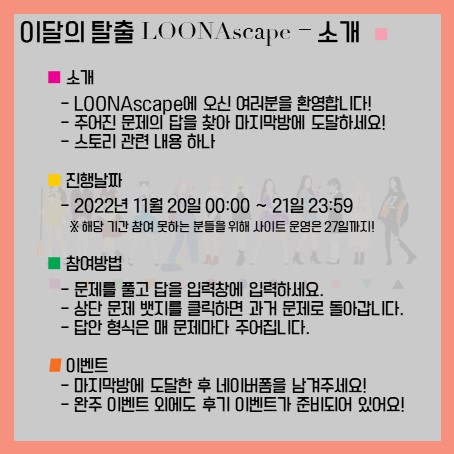 이달의 탈출 LOONAscape – 소개
소개
- LOONAscape에 오신 여러분을 환영합니다!
- 주어진 문제의 답을 찾아 마지막방에 도달하세요!
- 스토리 관련 내용 하나
진행날짜
- 2022년 11월 20일 00:00 ~ 21일 23:59
※ 해당 기간 참여 못하는 분들을 위해 사이트 운영은 27일까지!
참여방법
- 문제를 풀고 답을 입력창에 입력하세요.
- 상단 문제 뱃지를 클릭하면 과거 문제로 돌아갑니다.
- 답안 형식은 매 문제마다 주어집니다.
이벤트
- 마지막방에 도달한 후 네이버폼을 남겨주세요!
- 완주 이벤트 외에도 후기 이벤트가 준비되어 있어요!